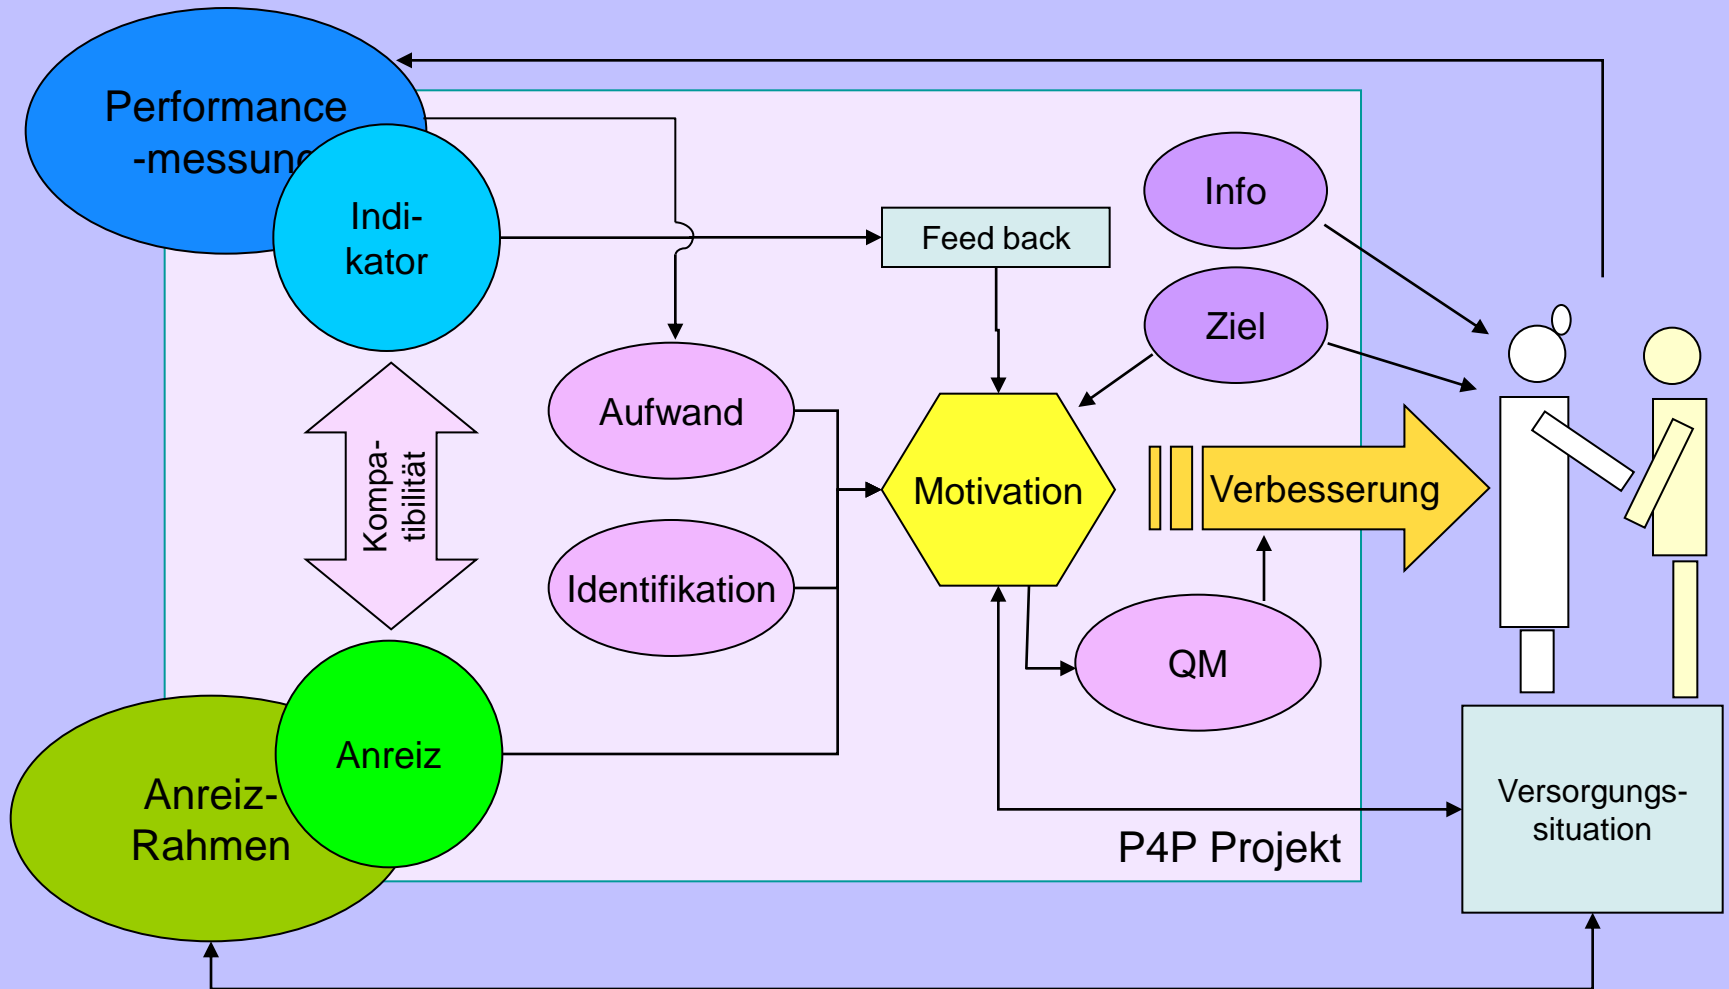 Performance
-messung
Indi-
kator
Feed back
Info
Ziel
Aufwand
Kompa-
tibilität
Motivation
Verbesserung
Identifikation
QM
Anreiz
Anreiz-
Rahmen
Versorgungs-
situation
P4P Projekt